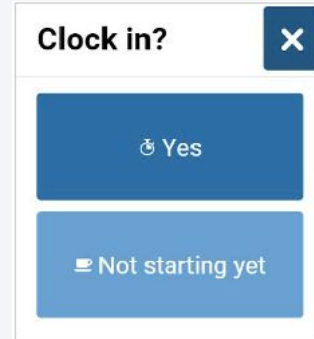 Clock in?
Yes
Not starting yet